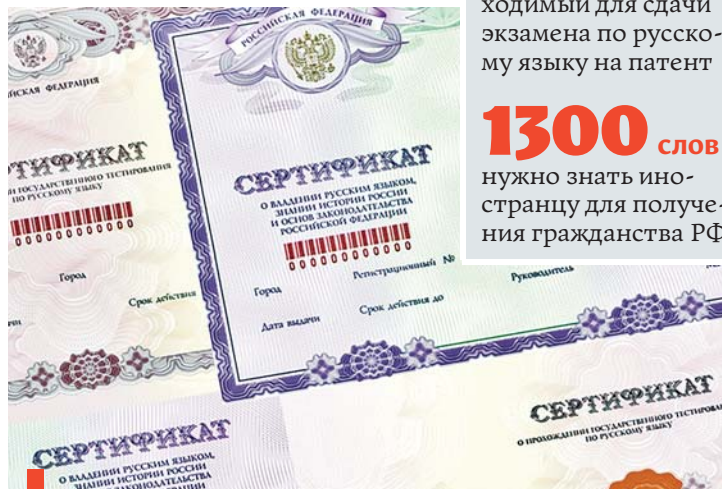 ходимый для сдачи
экзамена по русско-
му языку на патент
1300 слов
нужно знать ино-
странцу для получе-
ния гражданства РФ
РОССИЙСКАЯ ФЕДЕРАЦИЯ
СЕРТИФИКАТ
О ВЛАДЕНИИ РУССКИМ ЯЗЫКОМ,
ЗНАНИИ ИСТОРИИ РОССИИ
И ОСНОВ ЗАКОНОДАТЕЛЬСТВА
РОССИЙСКОЙ ФЕДЕРАЦИИ
000000000000
Город
Регистрационный №
Руководитель
Дата выдачи
Срок действия до
ФЕДЕРАЦИЯ
ГОСУДАРСТВЕННОГО ТЕСТИРОВАНИЯ
ПО РУССКОМУ ЯЗЫКУ
000000000000
Город
Срок действия
СЕРТИФИКАТ
О ВЛАДЕНИИ РУССКИМ ЯЗЫКОМ,
ЗНАНИИ ИСТОРИИ РОССИИ
СЕРТИФИКАТ
О ПРОХОЖДЕНИИ ГОСУДАРСТВЕННОГО
ПО РУССКОМУ ЯЗЫКУ